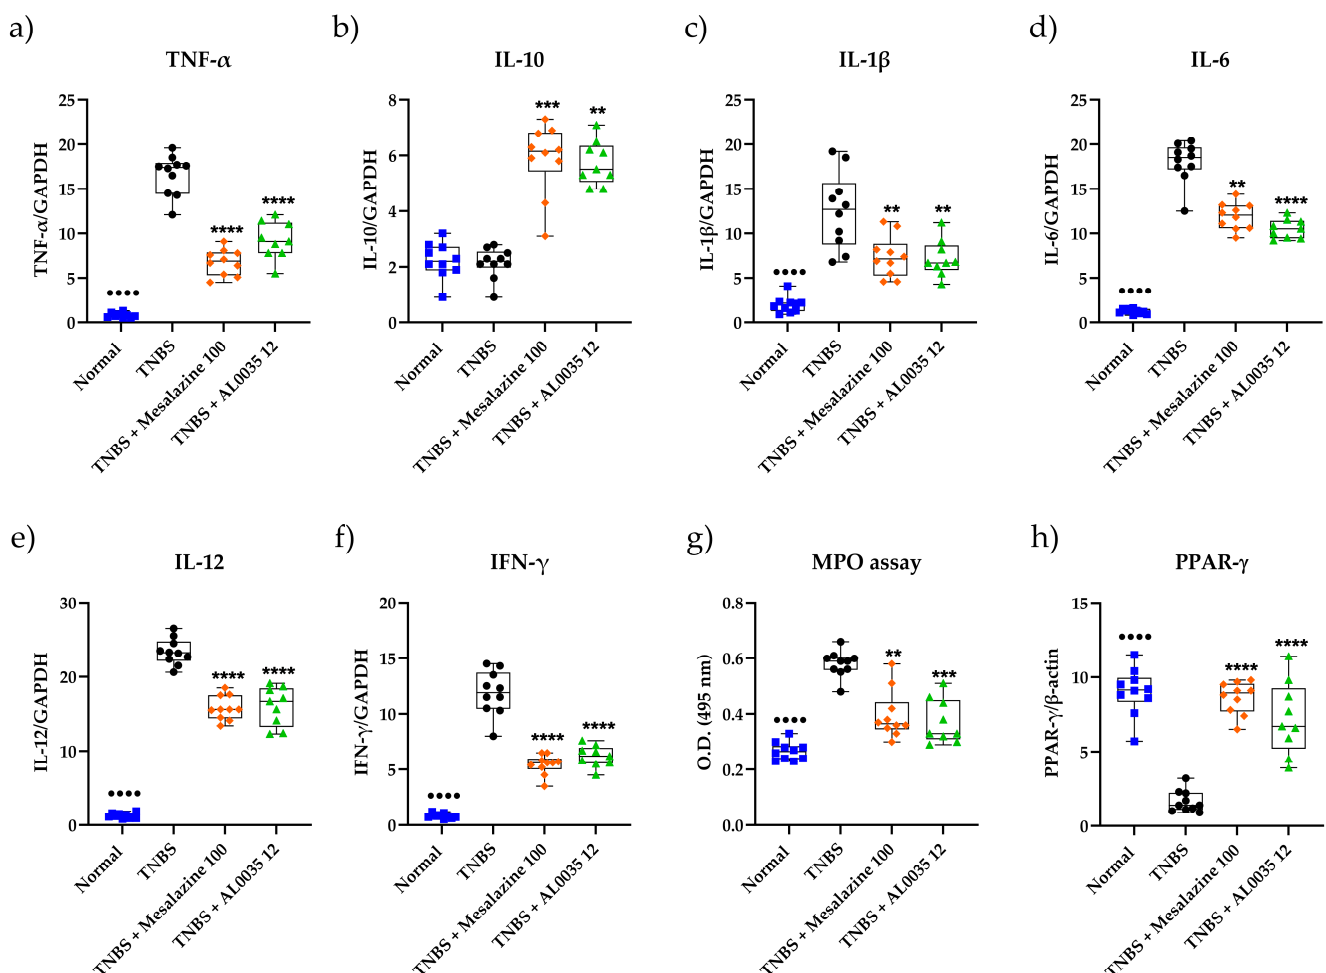 a)
TNF-α
TNF-α/GAPDH
25
20
15
10
5
0
••••
****
****
Normal
TNBS
TNBS + Mesalazine 100
TNBS + AL0035 12
b)
IL-10
IL-10/GAPDH
8
6
4
2
0
***
**
Normal
TNBS
TNBS + Mesalazine 100
TNBS + AL0035 12
c)
IL-1β
IL-1β/GAPDH
25
20
15
10
5
0
••••
**
**
Normal
TNBS
TNBS + Mesalazine 100
TNBS + AL0035 12
d)
IL-6
IL-6/GAPDH
25
20
15
10
5
0
••••
**
****
Normal
TNBS
TNBS + Mesalazine 100
TNBS + AL0035 12
e)
IL-12
IL-12/GAPDH
30
20
10
0
••••
****
****
Normal
TNBS
TNBS + Mesalazine 100
TNBS + AL0035 12
f)
IFN-γ
IFN-γ/GAPDH
20
15
10
5
0
••••
****
****
Normal
TNBS
TNBS + Mesalazine 100
TNBS + AL0035 12
g)
MPO assay
O.D. (495 nm)
0.8
0.6
0.4
0.2
0.0
••••
**
***
Normal
TNBS
TNBS + Mesalazine 100
TNBS + AL0035 12
h)
PPAR-γ
PPAR-γ/β-actin
15
10
5
0
••••
****
****
Normal
TNBS
TNBS + Mesalazine 100
TNBS + AL0035 12